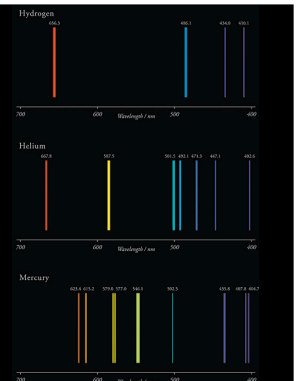 Hydrogen
656.3 486.1 434.0 410.1
700 600 500 400
Wavelength / nm
Helium
667.8 587.5 501.5 492.1 471.3 447.1 402.6
700 600 500 400
Wavelength / nm
Mercury
623.4 615.2 579.0 577.0 546.1 502.5 435.8 407.8 404.7
700 600 500 400